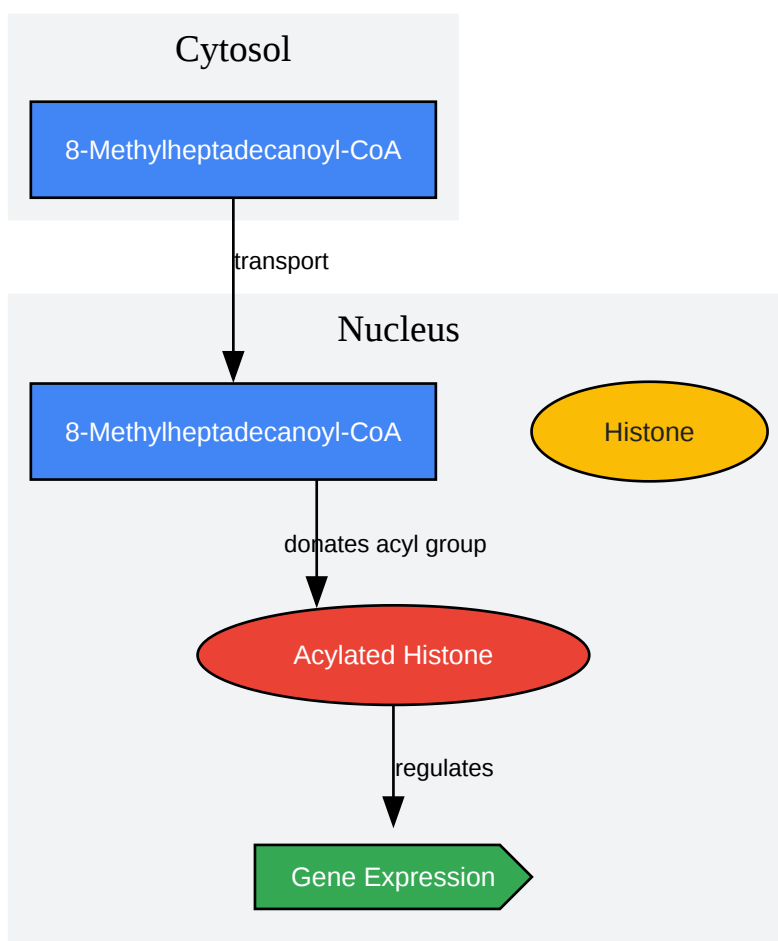 Cytosol
8-Methylheptadecanoyl-CoA
transport
Nucleus
8-Methylheptadecanoyl-CoA
Histone
donates acyl group
Acylated Histone
regulates
Gene Expression